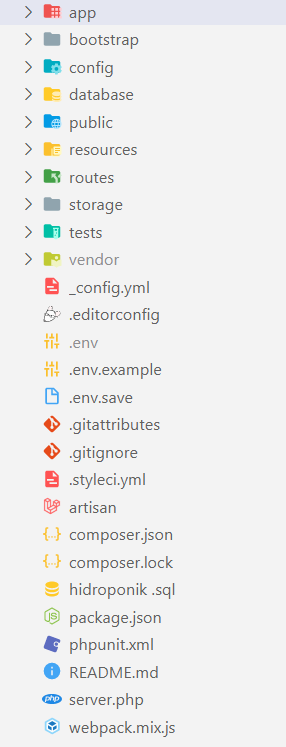 app
bootstrap
config
database
public
resources
routes
storage
tests
vendor
_config.yml
.editorconfig
.env
.env.example
.env.save
.gitattributes
.gitignore
.styleci.yml
artisan
composer.json
composer.lock
hidroponik .sql
package.json
phpunit.xml
README.md
server.php
webpack.mix.js